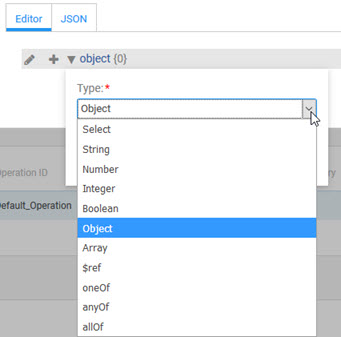 Editor JSON
object {0}
Type: *
Object
Select
String
Number
Integer
Boolean
Object
Array
$ref
oneOf
anyOf
allOf
Operation ID
Default_Operation